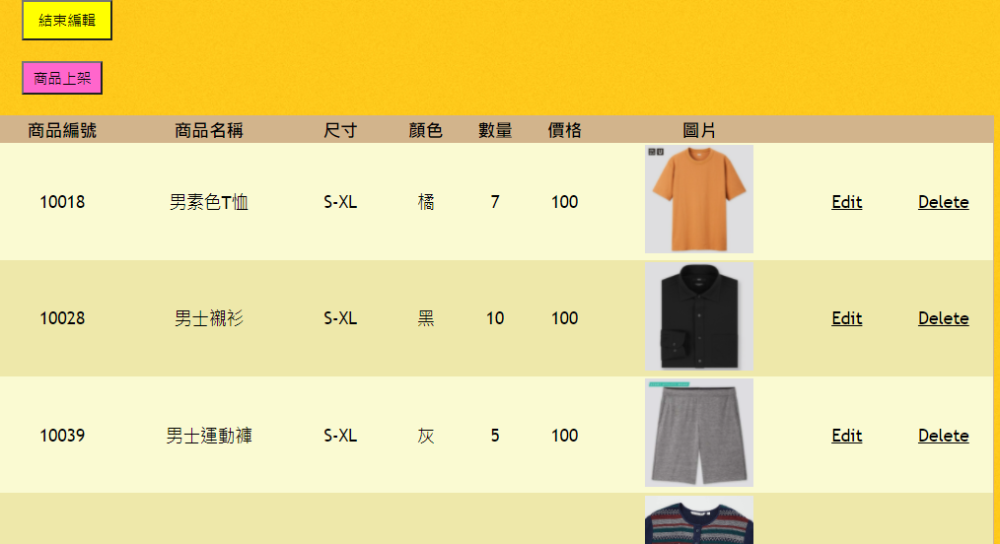 結束編輯
商品上架
商品編號 商品名稱 尺寸 顏色 數量 價格 圖片
10018 男素色T恤 S-XL 橘 7 100 Edit Delete
10028 男士襯衫 S-XL 黑 10 100 Edit Delete
10039 男士運動褲 S-XL 灰 5 100 Edit Delete